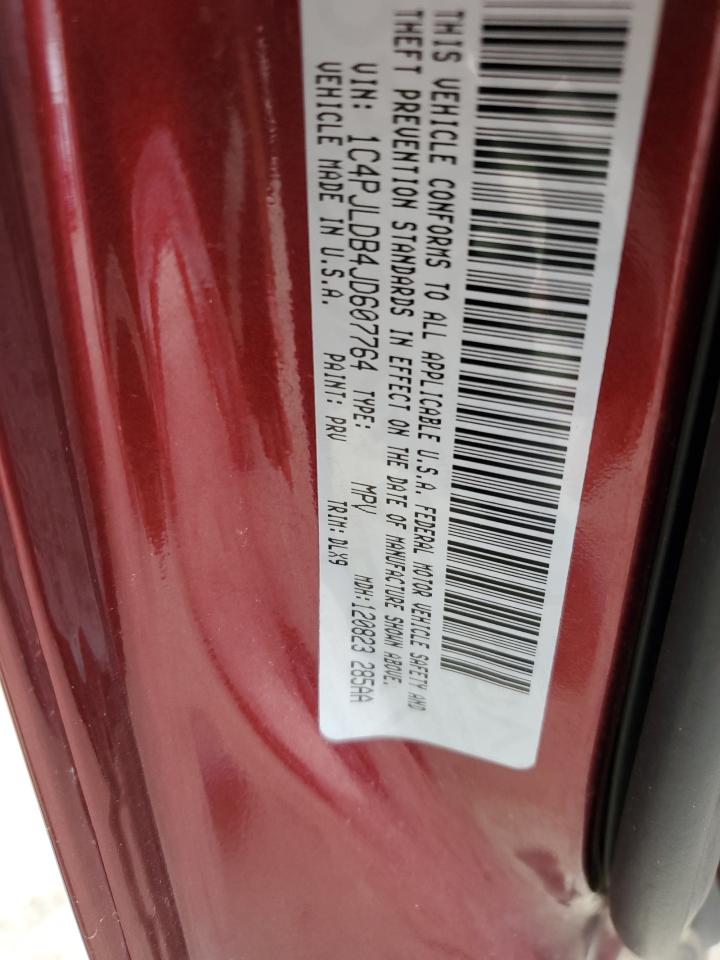 THIS VEHICLE CONFORMS TO ALL APPLICABLE U.S.A. FEDERAL MOTOR VEHICLE SAFETY AND
THEFT PREVENTION STANDARDS IN EFFECT ON THE DATE OF MANUFACTURE SHOWN ABOVE.
VIN: 1C4PJLDB4JD607764 TYPE: MPV MDH:120823 285AA
VEHICLE MADE IN U.S.A. PAINT: PRV TRIM: DLX9